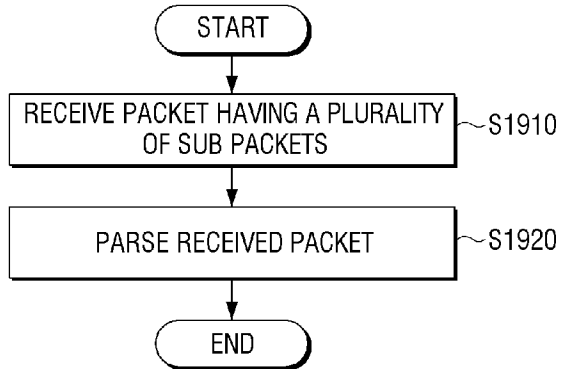 START
RECEIVE PACKET HAVING A PLURALITY
OF SUB PACKETS
S1910
PARSE RECEIVED PACKET
S1920
END